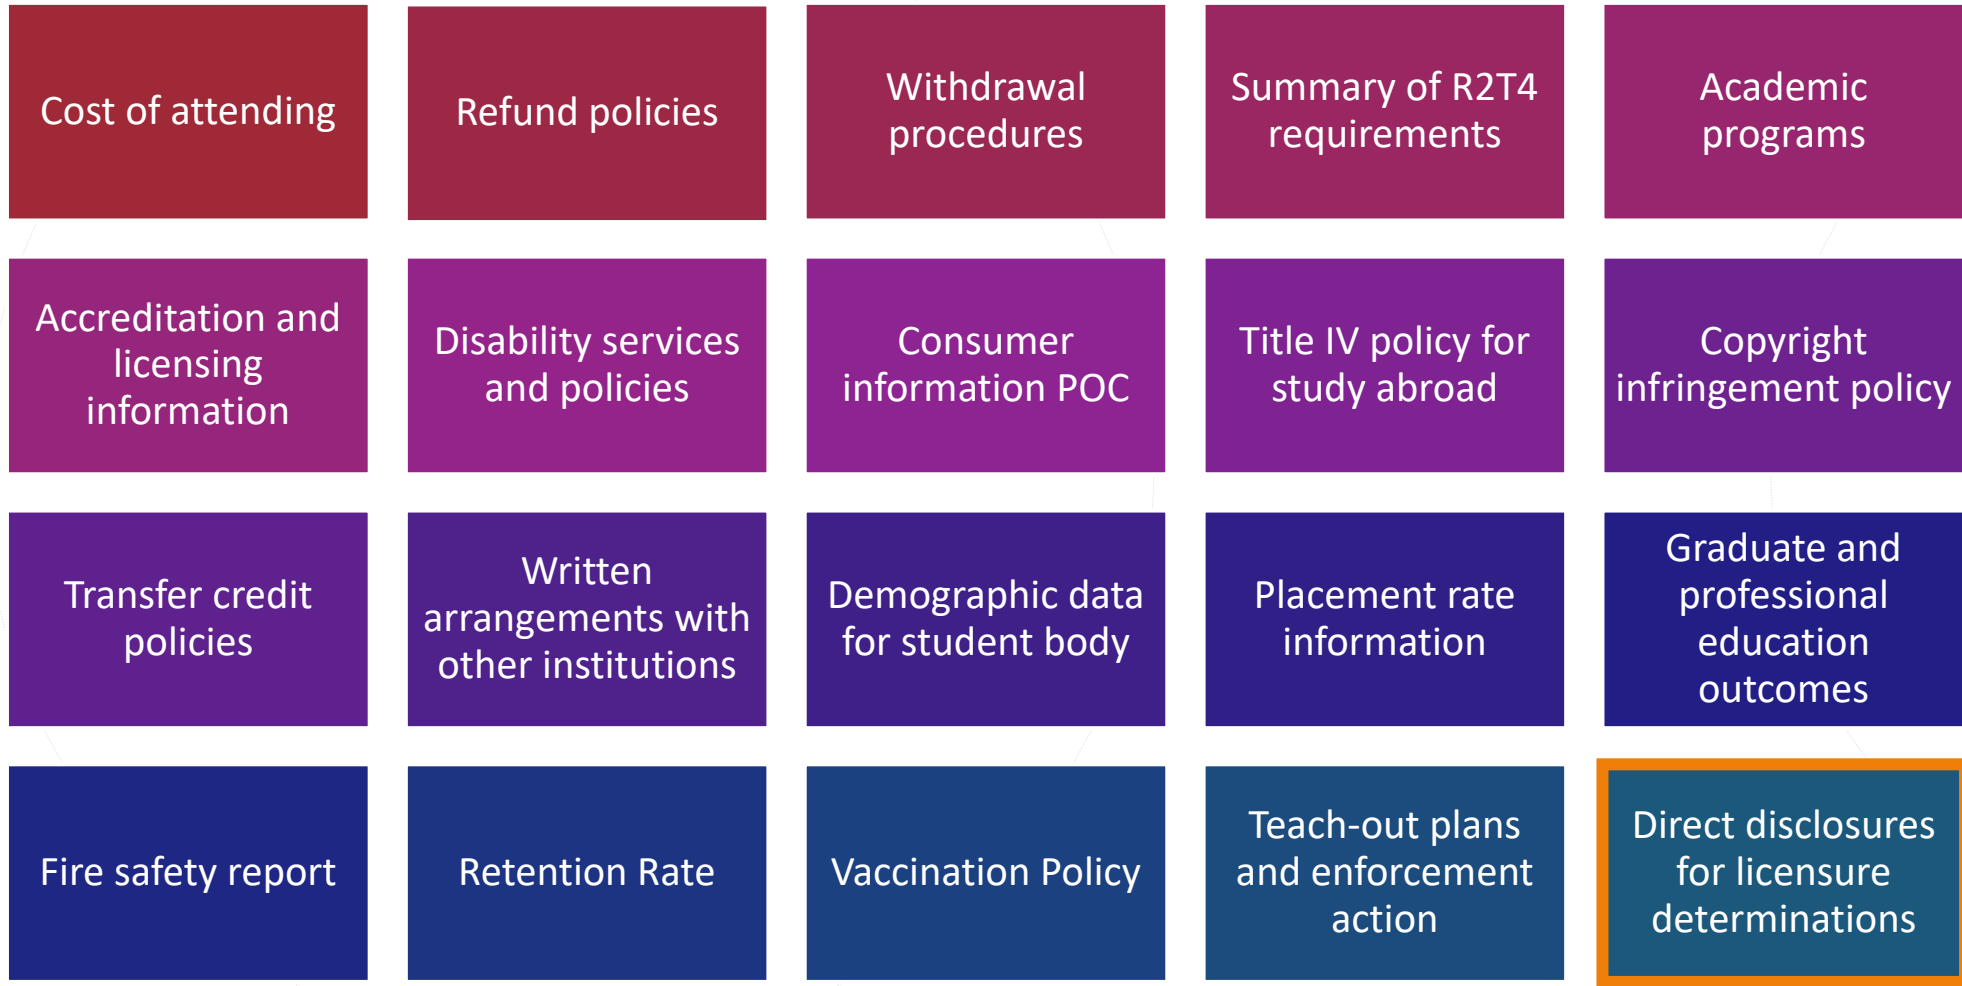 Cost of attending
Refund policies
Withdrawal
procedures
Summary of R2T4
requirements
Academic
programs
Accreditation and
licensing
information
Disability services
and policies
Consumer
information POC
Title IV policy for
study abroad
Copyright
infringement policy
Transfer credit
policies
Written
arrangements with
other institutions
Demographic data
for student body
Placement rate
information
Graduate and
professional
education
outcomes
Fire safety report
Retention Rate
Vaccination Policy
Teach-out plans
and enforcement
action
Direct disclosures
for licensure
determinations